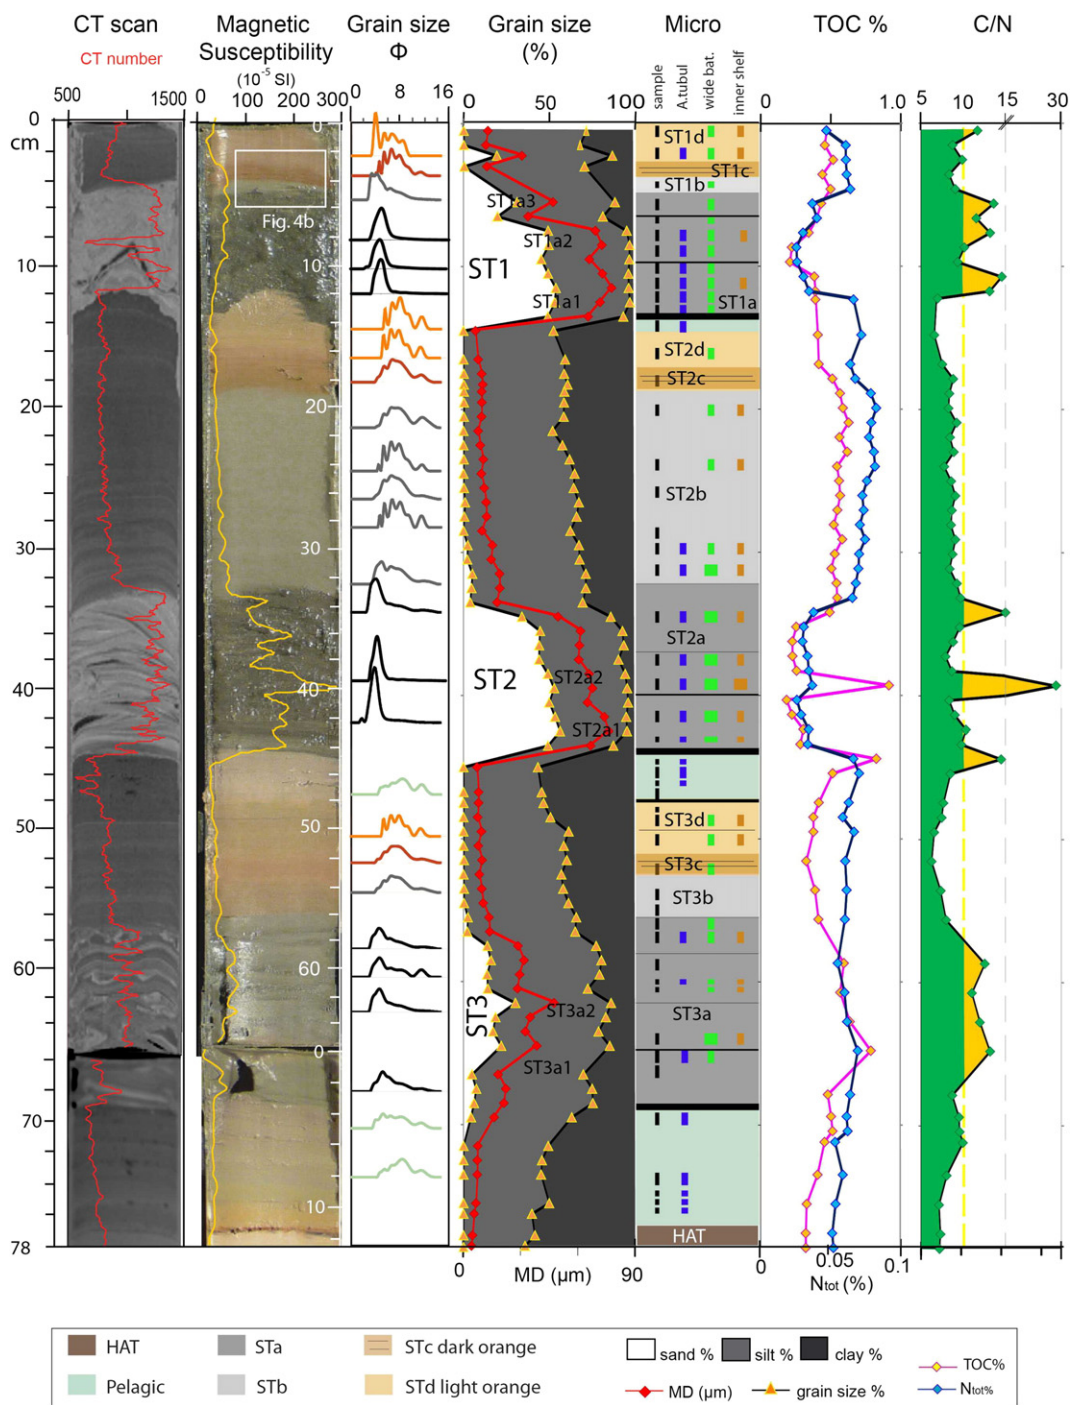 CT scan
Magnetic
Susceptibility
(10⁻⁵ SI)
Grain size
Φ
Grain size
(%)
Micro
TOC %
C/N
CT number
500 1500
0 100 200 300
0 8 16
0 50 100
sample
A.tubul
wide bat.
inner shelf
0 1.0
5 10 15 30
0
cm
10
20
30
40
50
60
70
78
0
Fig. 4b
10
20
30
40
50
60
0
10
ST1
ST1a3
ST1a2
ST1a1
ST2
ST2a2
ST2a1
ST3
ST3a2
ST3a1
ST1d
ST1c
ST1b
ST1a
ST2d
ST2c
ST2b
ST2a
ST3d
ST3c
ST3b
ST3a
HAT
0 MD (µm) 90
0 0.05 0.1
Ntot (%)
HAT
STa
STc dark orange
sand %
silt %
clay %
TOC%
Pelagic
STb
STd light orange
MD (µm)
grain size %
Ntot%